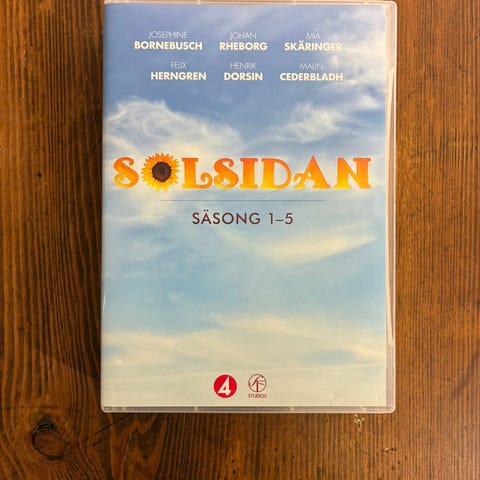 JOSEPHINE JOHAN MIA
BORNEBUSCH RHEBORG SKÄRINGER
FELIX HENRIK MALIN
HERNGREN DORSIN CEDERBLADH
SOLSIDAN
SÄSONG 1–5
4 SF
STUDIOS